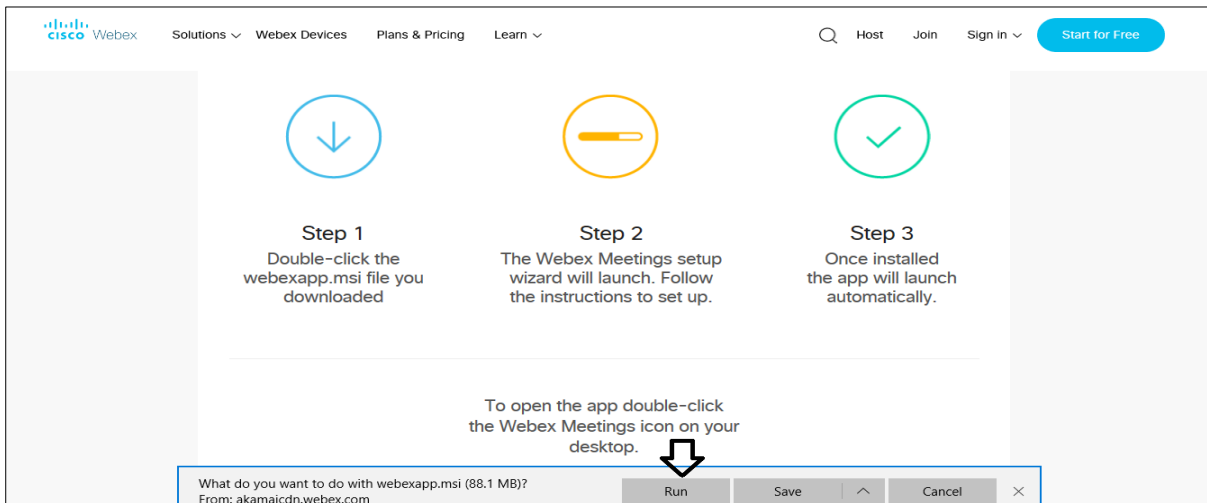 CISCO Webex Solutions Webex Devices Plans & Pricing Learn Host Join Sign in Start for Free
Step 1
Double-click the
webexapp.msi file you
downloaded
Step 2
The Webex Meetings setup
wizard will launch. Follow
the instructions to set up.
Step 3
Once installed
the app will launch
automatically.
To open the app double-click
the Webex Meetings icon on your
desktop.
What do you want to do with webexapp.msi (88.1 MB)?
From: akamaicdn.webex.com
Run Save Cancel